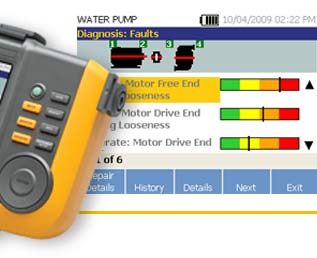 WATER PUMP 10/04/2009 02:22 PM
Diagnosis: Faults
1 2 3 4
Motor Free End
ooseness
Motor Drive End
g Looseness
rate: Motor Drive End
1 of 6
epair
Details History Details Next Exit